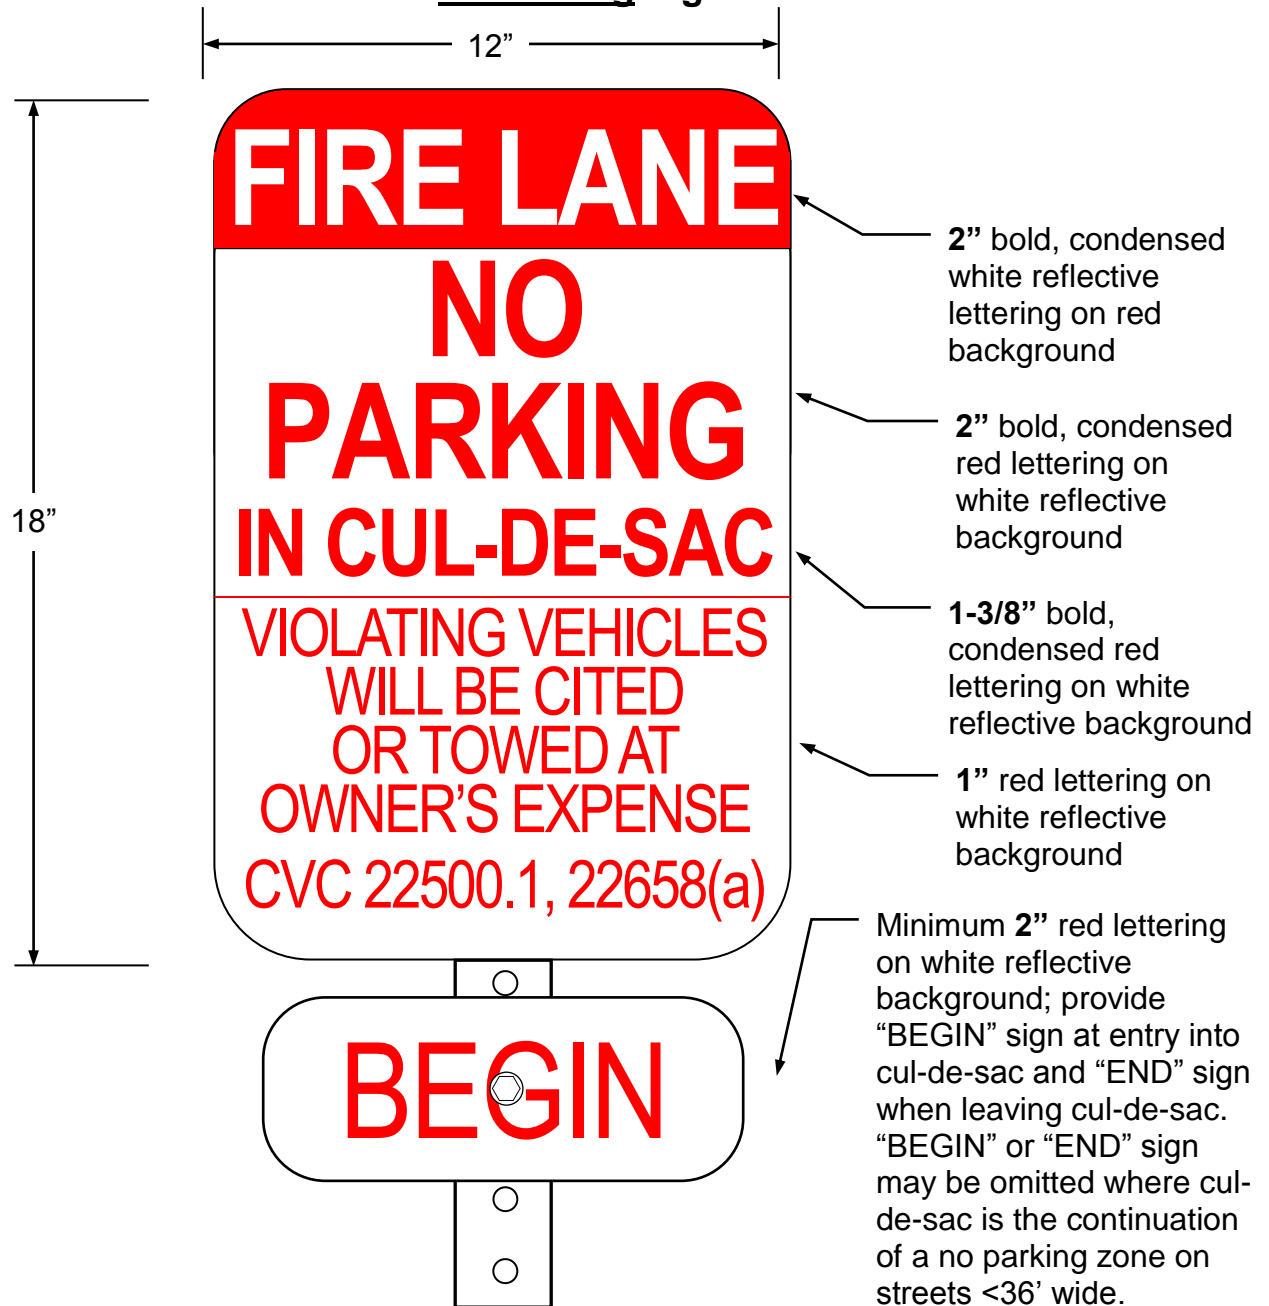 12”
18”
FIRE LANE
NO
PARKING
IN CUL-DE-SAC
VIOLATING VEHICLES
WILL BE CITED
OR TOWED AT
OWNER’S EXPENSE
CVC 22500.1, 22658(a)
BEGIN
2” bold, condensed
white reflective
lettering on red
background
2” bold, condensed
red lettering on
white reflective
background
1-3/8” bold,
condensed red
lettering on white
reflective background
1” red lettering on
white reflective
background
Minimum 2” red lettering
on white reflective
background; provide
“BEGIN” sign at entry into
cul-de-sac and “END” sign
when leaving cul-de-sac.
“BEGIN” or “END” sign
may be omitted where cul-
de-sac is the continuation
of a no parking zone on
streets <36’ wide.